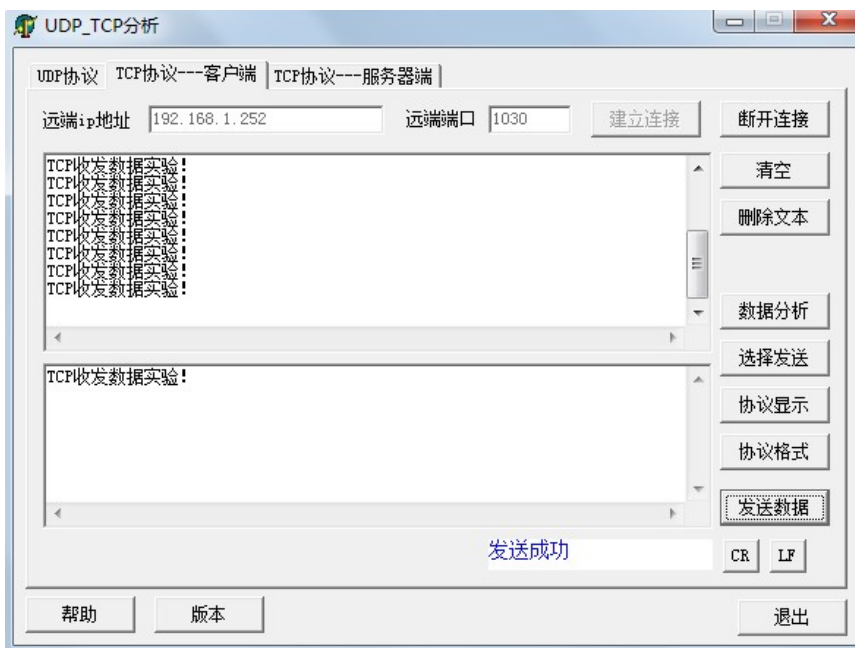 UDP_TCP分析
UDP协议 TCP协议---客户端 TCP协议---服务器端
远端ip地址 192.168.1.252 远端端口 1030 建立连接 断开连接
清空
删除文本
TCP收发数据实验!
TCP收发数据实验!
TCP收发数据实验!
TCP收发数据实验!
TCP收发数据实验!
TCP收发数据实验!
TCP收发数据实验!
TCP收发数据实验!
数据分析
选择发送
TCP收发数据实验!
协议显示
协议格式
发送数据
发送成功 CR LF
帮助 版本 退出